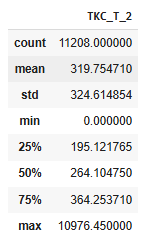 TKC_T_2
count 11208.000000
mean 319.754710
std 324.614854
min 0.000000
25% 195.121765
50% 264.104750
75% 364.253710
max 10976.450000